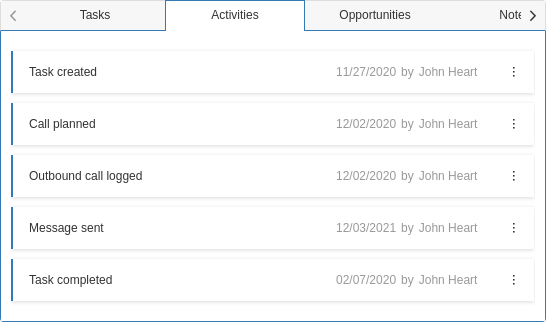 Tasks Activities Opportunities Note
Task created 11/27/2020 by John Heart
Call planned 12/02/2020 by John Heart
Outbound call logged 12/02/2020 by John Heart
Message sent 12/03/2021 by John Heart
Task completed 02/07/2020 by John Heart